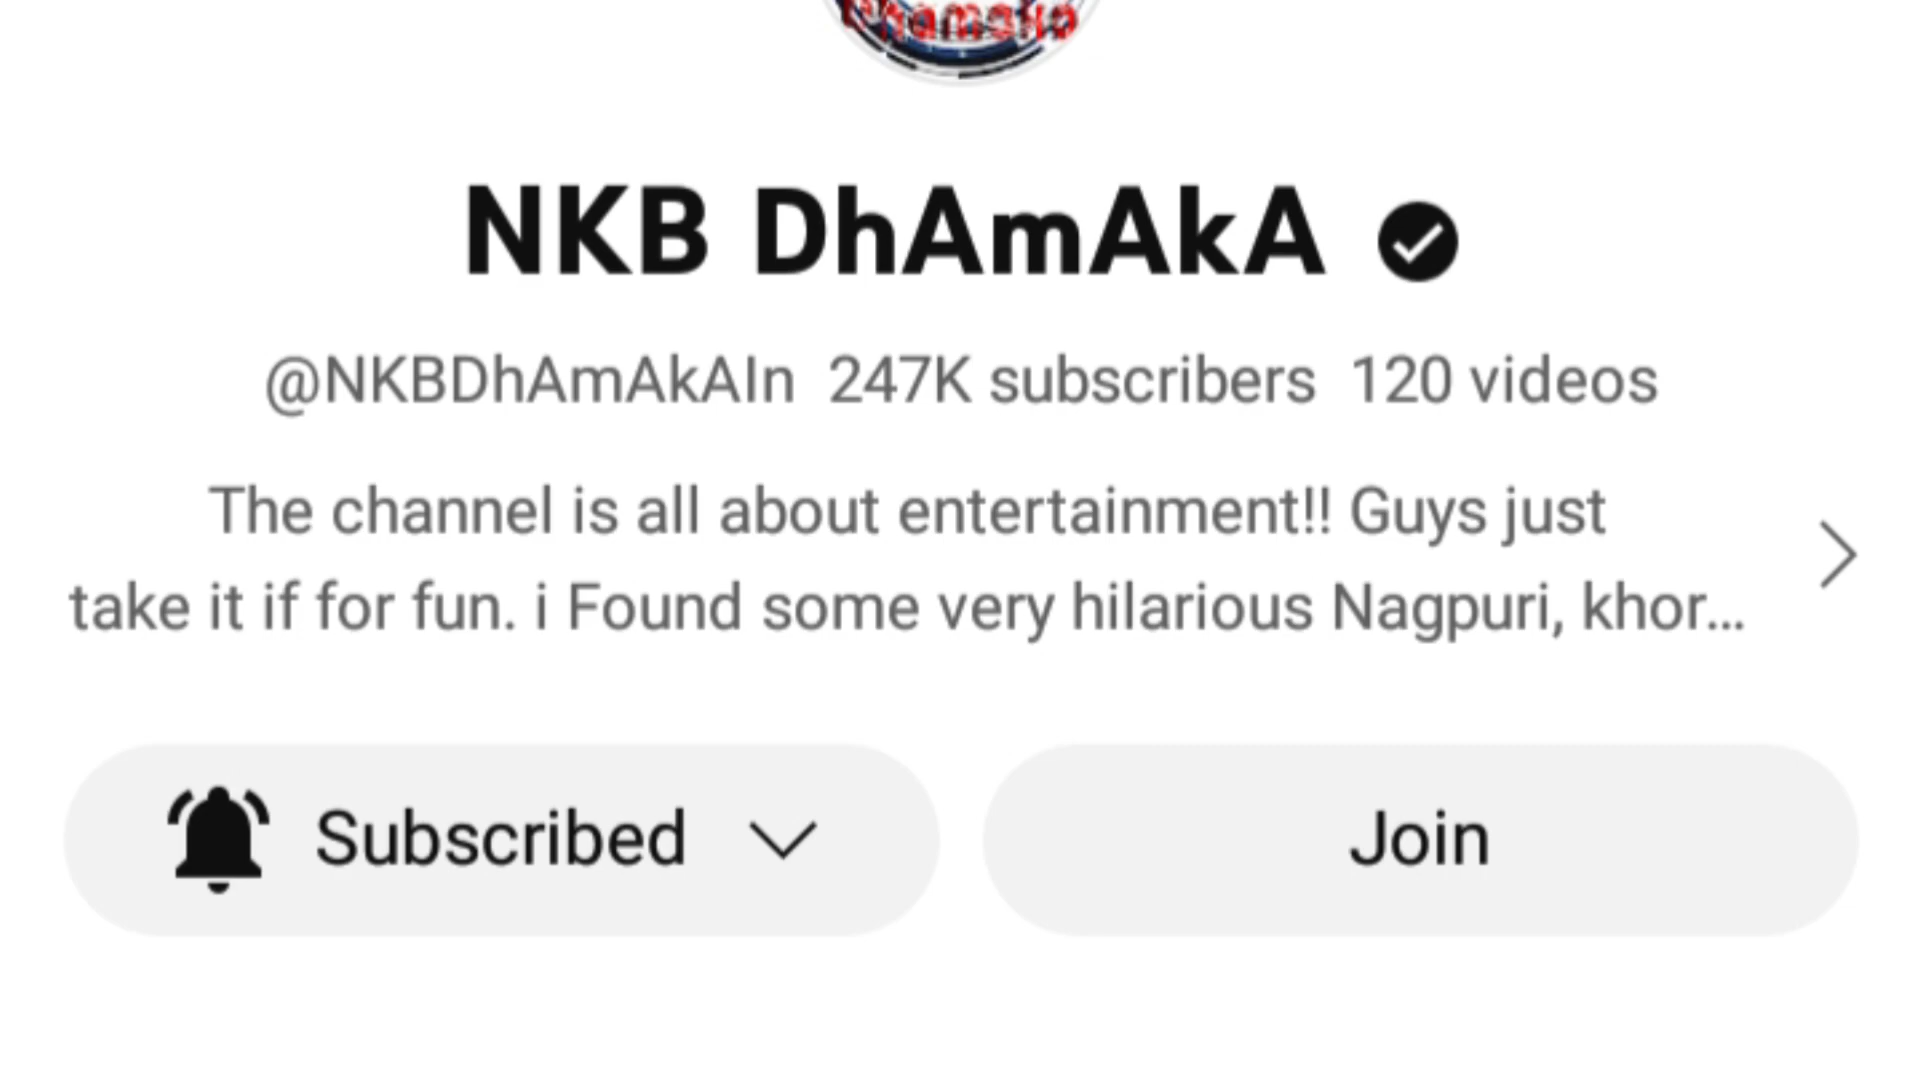 Dhamaka
NKB DhAmAkA
@NKBDhAmAkAIn 247K subscribers 120 videos
The channel is all about entertainment!! Guys just
take it if for fun. i Found some very hilarious Nagpuri, khor...
Subscribed
Join